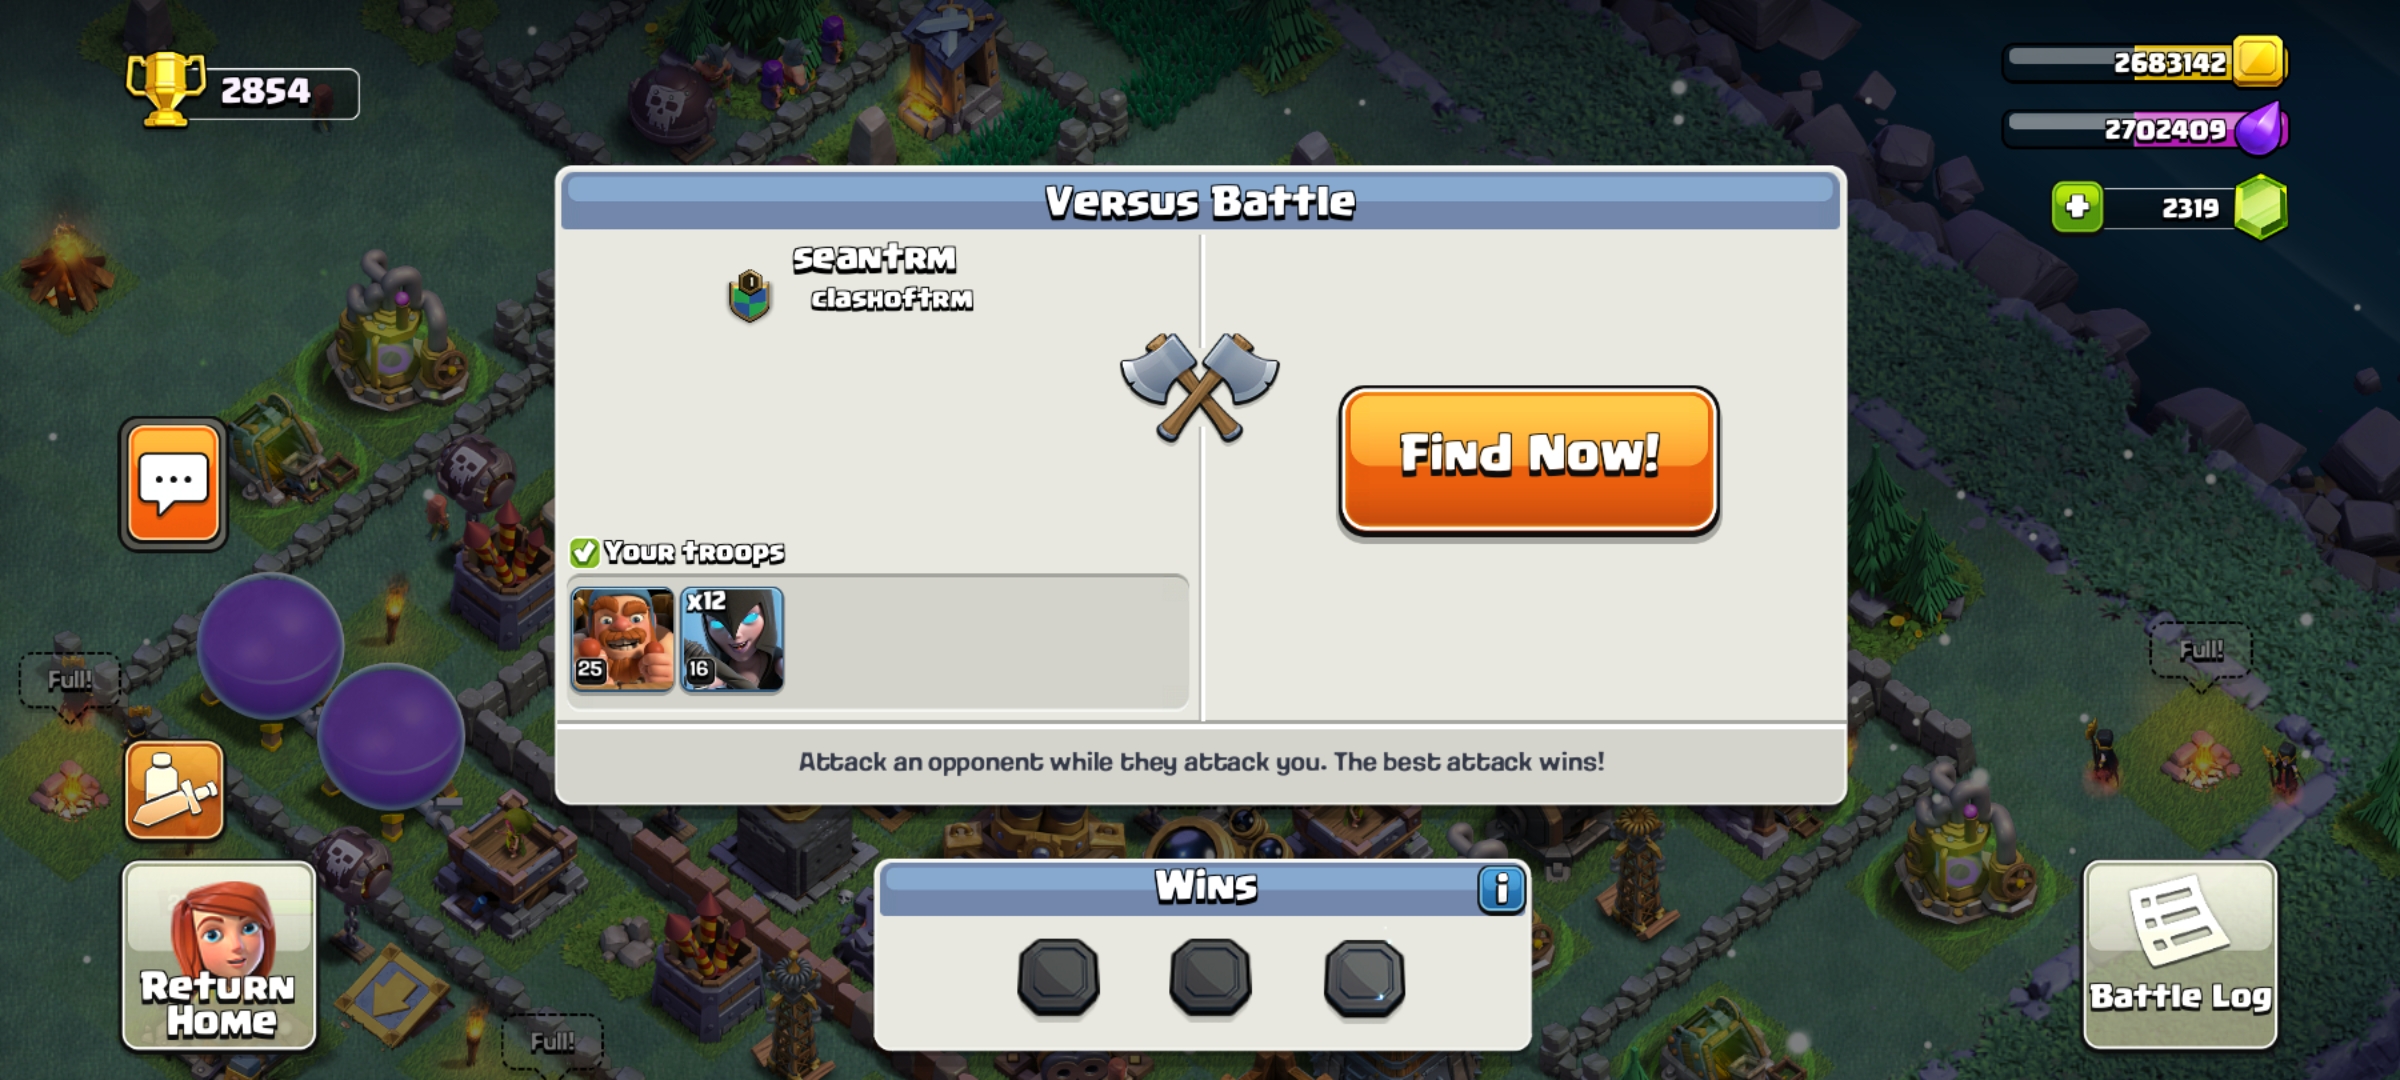 2854
2683142
2702409
2319
Versus Battle
seantrm
clashoftrm
Find Now!
Your troops
25
x12
16
Attack an opponent while they attack you. The best attack wins!
Full!
Full!
Wins
i
Return
Home
Full!
Battle Log